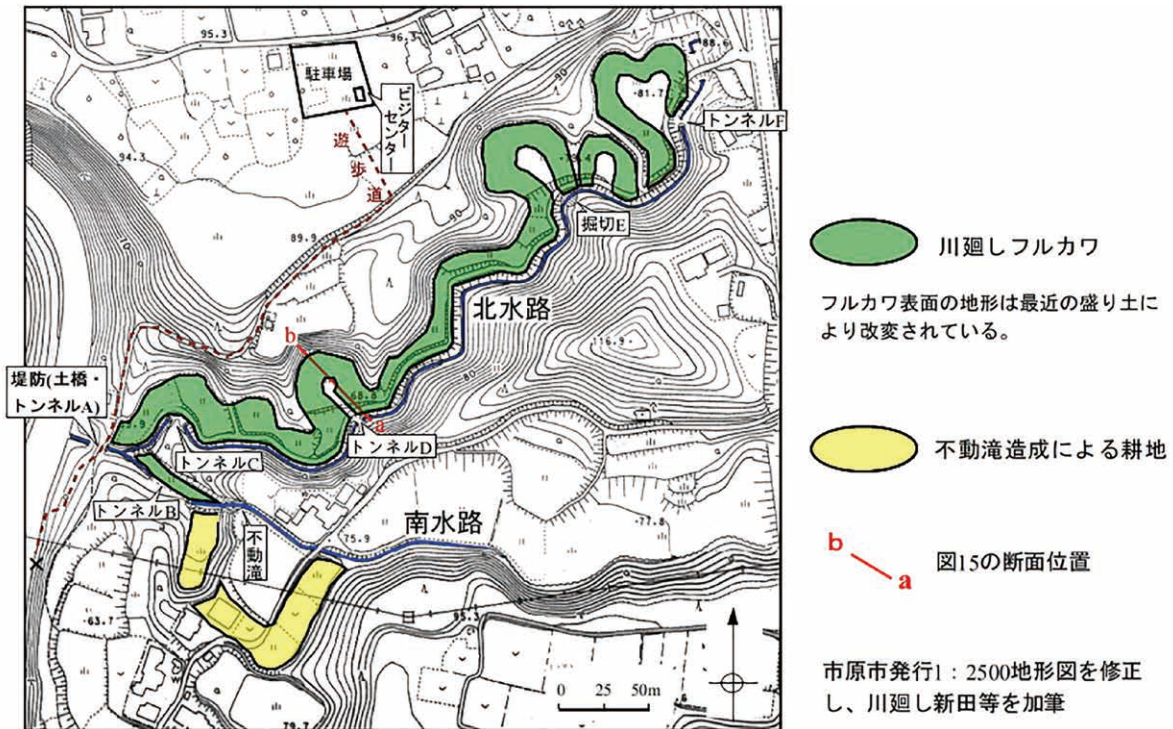 95.3
96.3
88.6
駐車場
ビジター
センター
81.7
トンネルF
遊歩道
94.3
90
掘切E
89.9
北水路
b
116.9
80
68.8
a
堤防(土橋・
トンネルA)
トンネルD
トンネルC
トンネルB
不動滝
南水路
75.9
77.8
63.7
95.3
79.7
0 25 50m
川廻しフルカワ
フルカワ表面の地形は最近の盛り土に
より改変されている。
不動滝造成による耕地
b
a
図15の断面位置
市原市発行1：2500地形図を修正
し、川廻し新田等を加筆